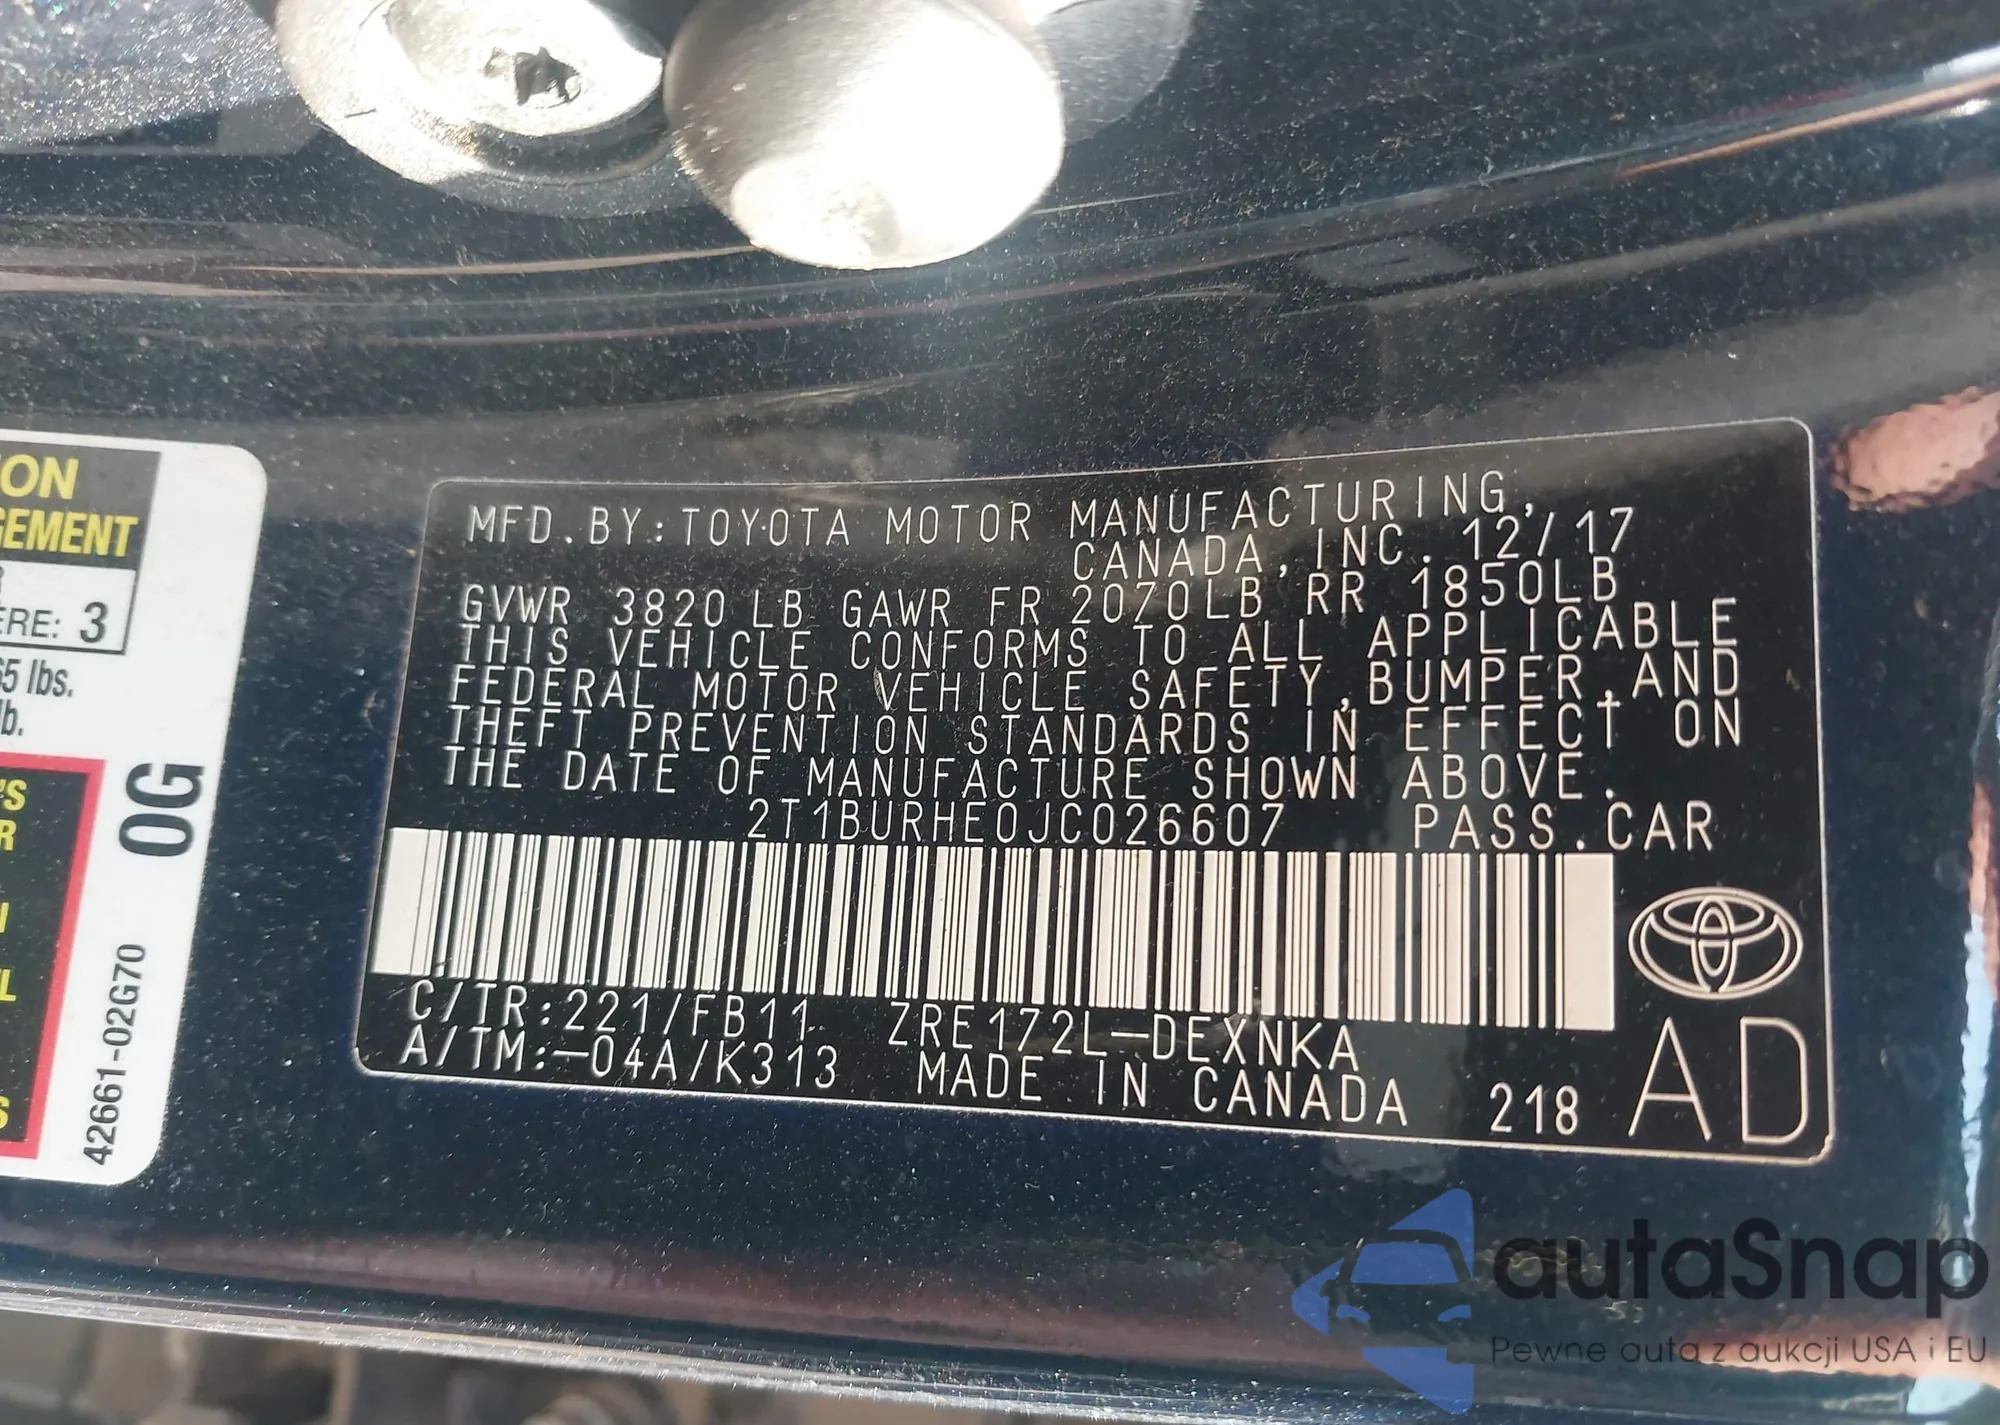 ION
GEMENT
ERE: 3
65 lbs.
lb.
'S
R
N
S
0G
42661-02G70
MFD.BY:TOYOTA MOTOR MANUFACTURING,
CANADA,INC. 12/17
GVWR 3820LB GAWR FR 2070LB RR 1850LB
THIS VEHICLE CONFORMS TO ALL APPLICABLE
FEDERAL MOTOR VEHICLE SAFETY,BUMPER,AND
THEFT PREVENTION STANDARDS IN EFFECT ON
THE DATE OF MANUFACTURE SHOWN ABOVE.
2T1BURHE0JC026607 PASS.CAR
C/TR:221/FB11 ZRE172L-DEXNKA
A/TM:-04A/K313 MADE IN CANADA 218
AD
autaSnap
Pewne auta z aukcji USA i EU